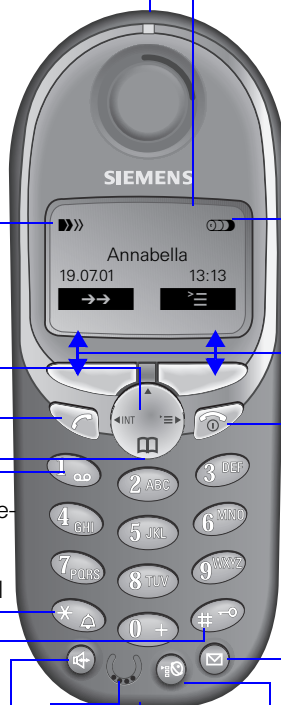 SIEMENS
Annabella
19.07.01 13:13
INT
1
2 ABC
3 DEF
4 GHI
5 JKL
6 MNO
e-
7 PQRS
8 TUV
9 WXYZ
l
* 0 + #